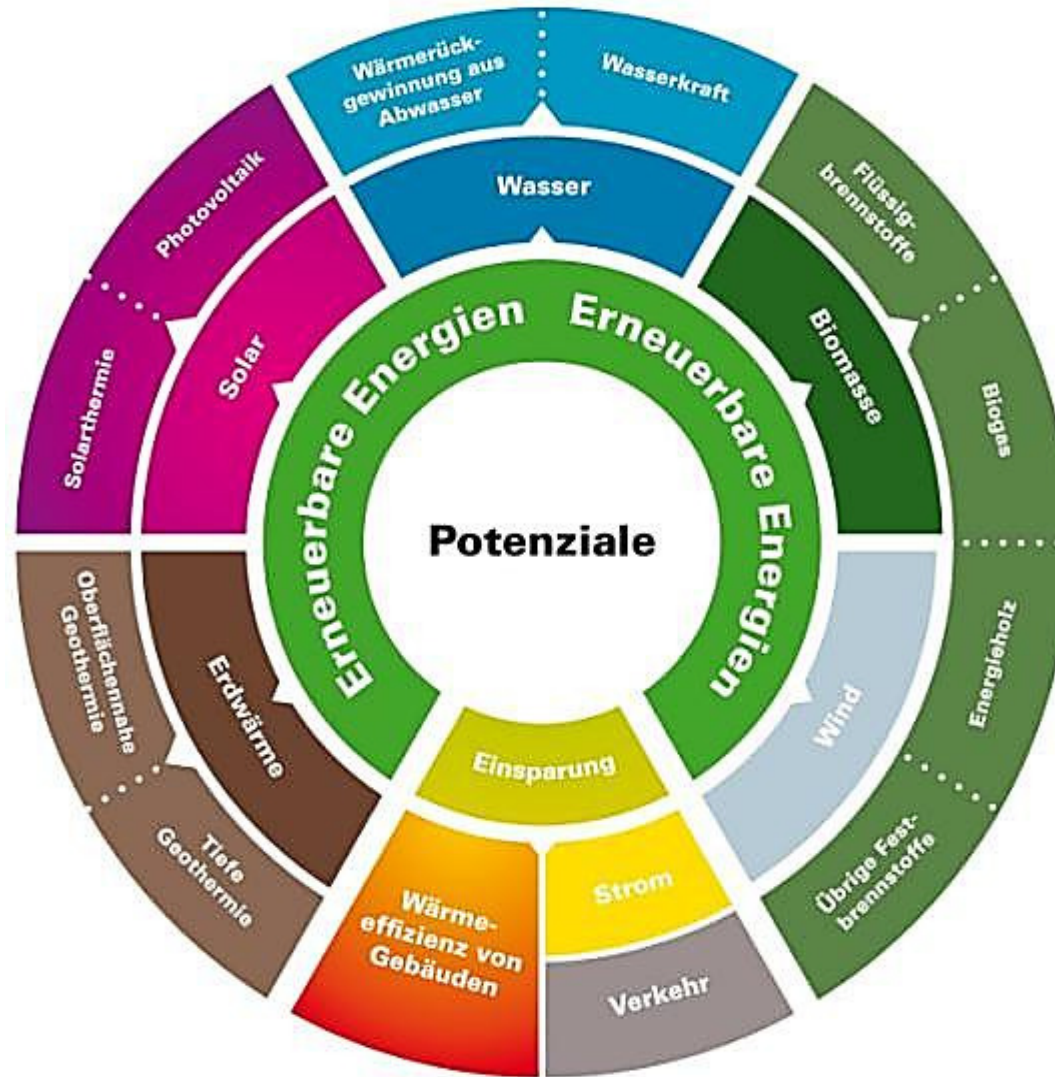 Wärmerück-
gewinnung aus
Abwasser
Wasserkraft
Wasser
Photovoltaik
Solarthermie
Solar
Flüssig-
brennstoffe
Biogas
Energieholz
Übrige Fest-
brennstoffe
Biomasse
Wind
Erneuerbare Energien
Erneuerbare Energien
Potenziale
Oberflächennahe
Geothermie
Tiefe
Geothermie
Erdwärme
Einsparung
Wärme-
effizienz von
Gebäuden
Strom
Verkehr